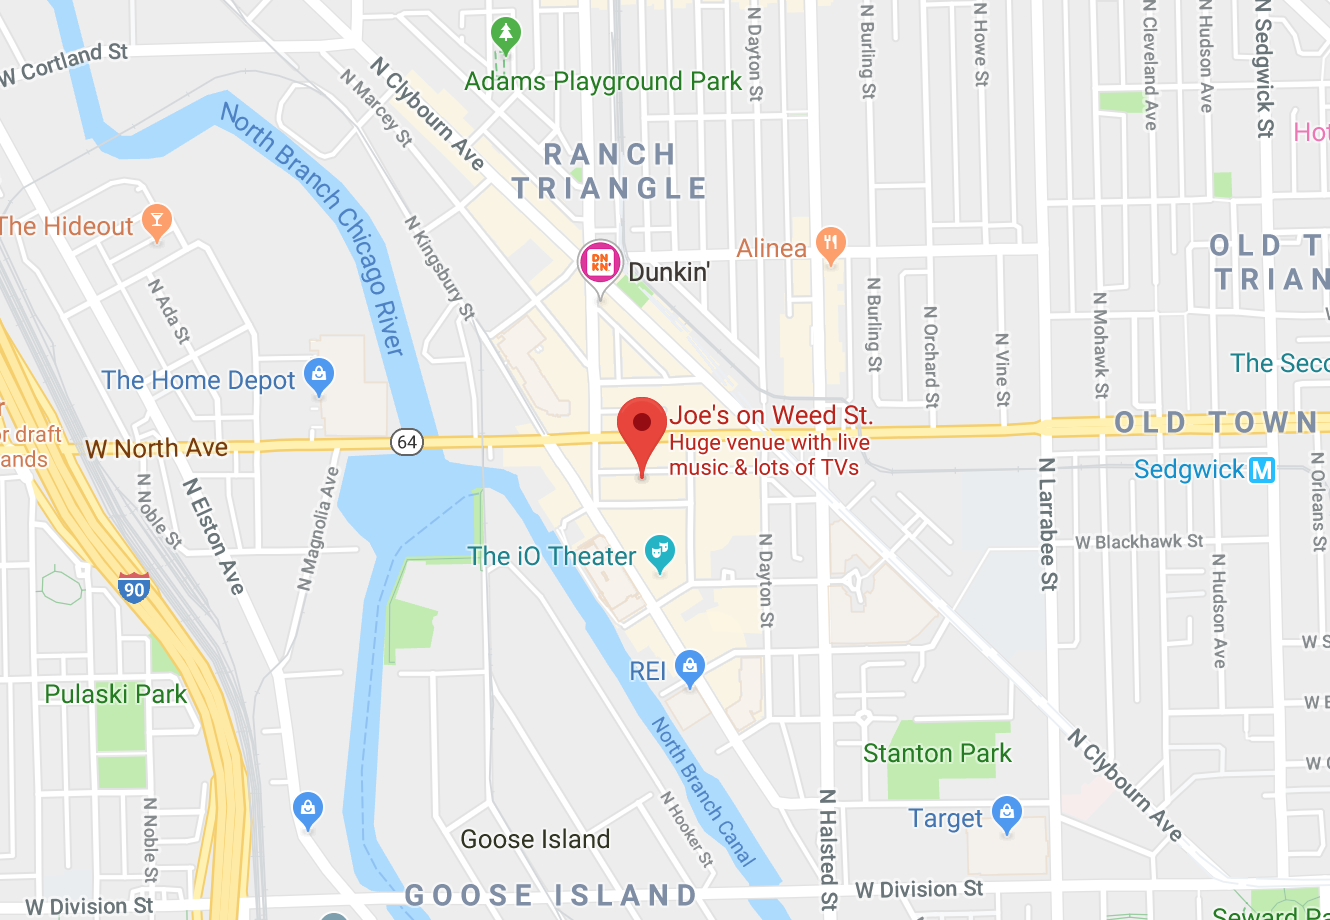 W Cortland St
N Clybourn Ave
N Marcey St
Adams Playground Park
N Dayton St
N Burling St
N Howe St
N Cleveland Ave
N Hudson Ave
N Sedgwick St
Hot
North Branch Chicago River
RANCH
TRIANGLE
The Hideout
N Kingsbury St
Alinea
DN
KN'
Dunkin'
OLD T
TRIAN
N Ada St
N Burling St
N Orchard St
N Vine St
N Mohawk St
The Seco
The Home Depot
Joe's on Weed St.
Huge venue with live
music & lots of TVs
or draft
ands
W North Ave
64
OLD TOWN
Sedgwick M
N Noble St
N Elston Ave
N Magnolia Ave
N Larrabee St
N Orleans St
The iO Theater
N Dayton St
W Blackhawk St
N Hudson Ave
90
REI
Pulaski Park
North Branch Canal
Stanton Park
N Clybourn Ave
N Noble St
Goose Island
N Hooker St
N Halsted St
Target
GOOSE ISLAND
W Division St
W Division St
Seward P